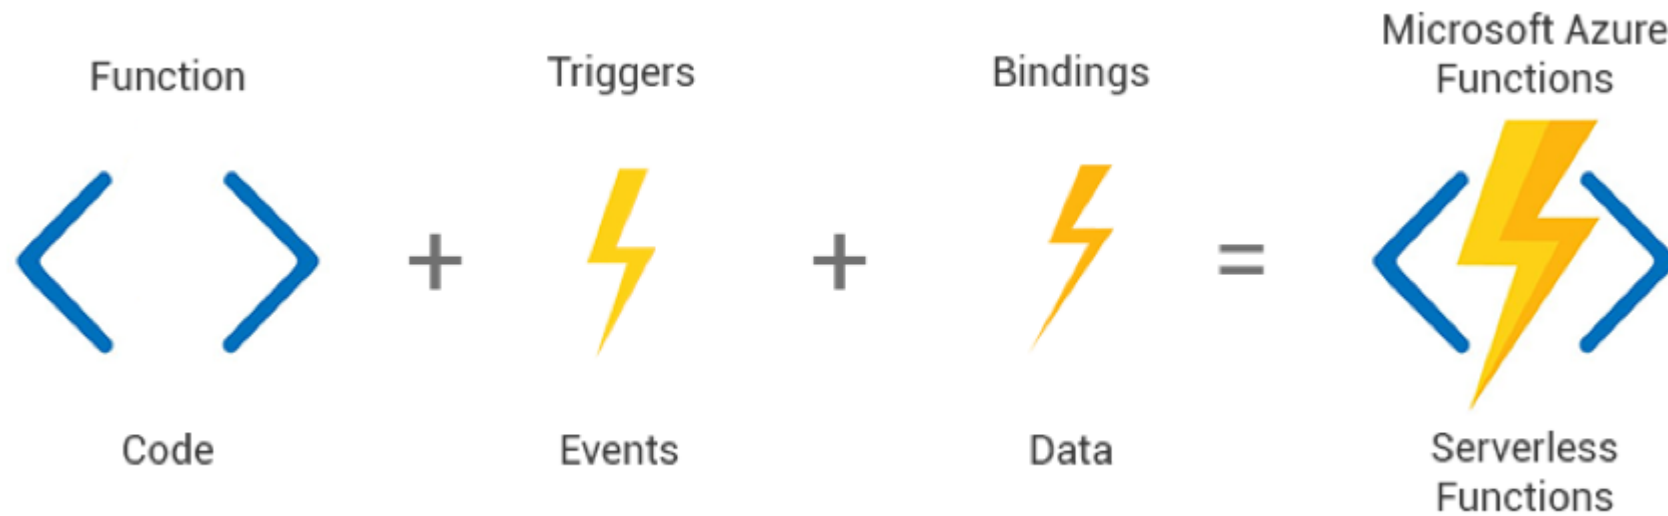 Function
Triggers
Bindings
Microsoft Azure
Functions
+
+
=
Code
Events
Data
Serverless
Functions